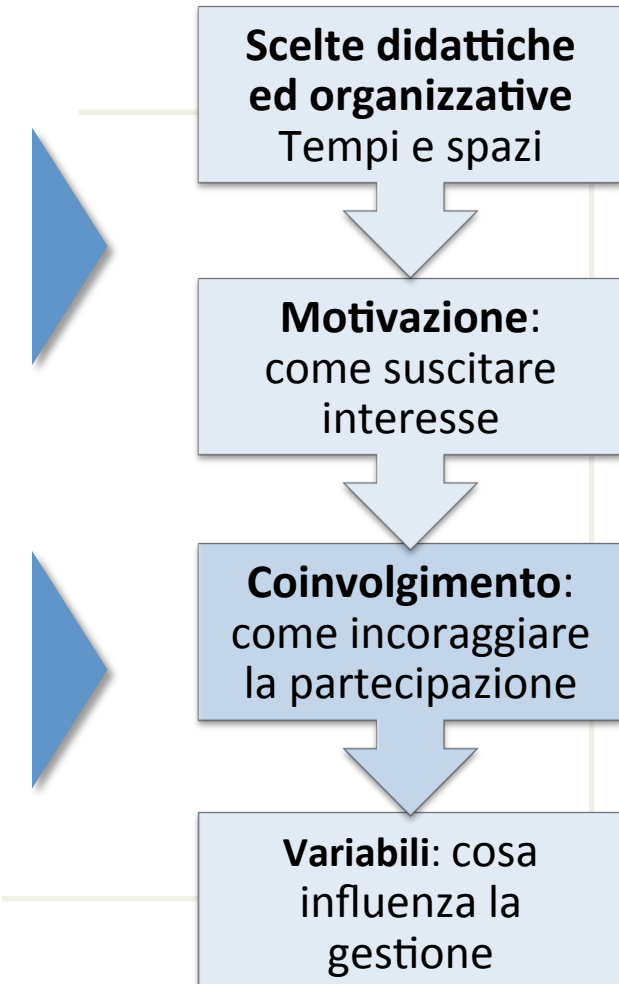 Scelte didattiche
ed organizzative
Tempi e spazi
Motivazione:
come suscitare
interesse
Coinvolgimento:
come incoraggiare
la partecipazione
Variabili: cosa
influenza la
gestione